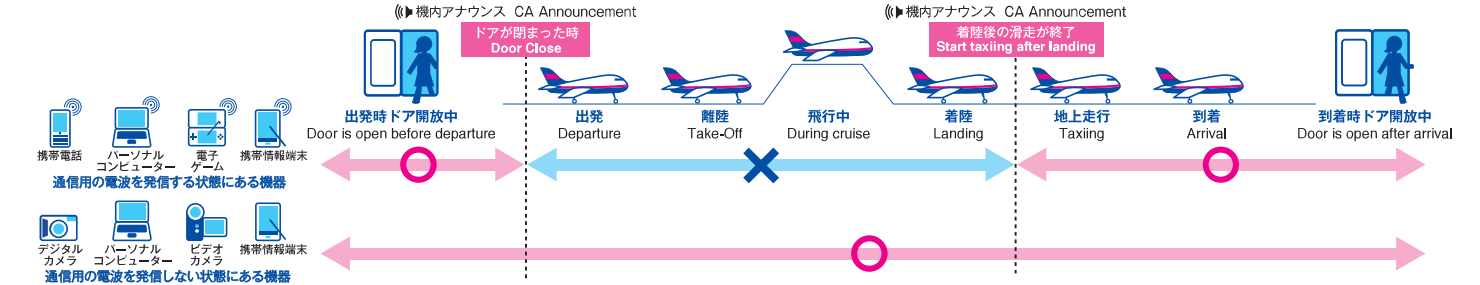 機内アナウンス CA Announcement
ドアが閉まった時
Door Close
機内アナウンス CA Announcement
着陸後の滑走が終了
Start taxiing after landing
出発時ドア開放中
Door is open before departure
出発
Departure
離陸
Take-Off
飛行中
During cruise
着陸
Landing
地上走行
Taxiing
到着
Arrival
到着時ドア開放中
Door is open after arrival
携帯電話
パーソナル
コンピューター
電子
ゲーム
携帯情報端末
通信用の電波を発信する状態にある機器
デジタル
カメラ
パーソナル
コンピューター
ビデオ
カメラ
携帯情報端末
通信用の電波を発信しない状態にある機器